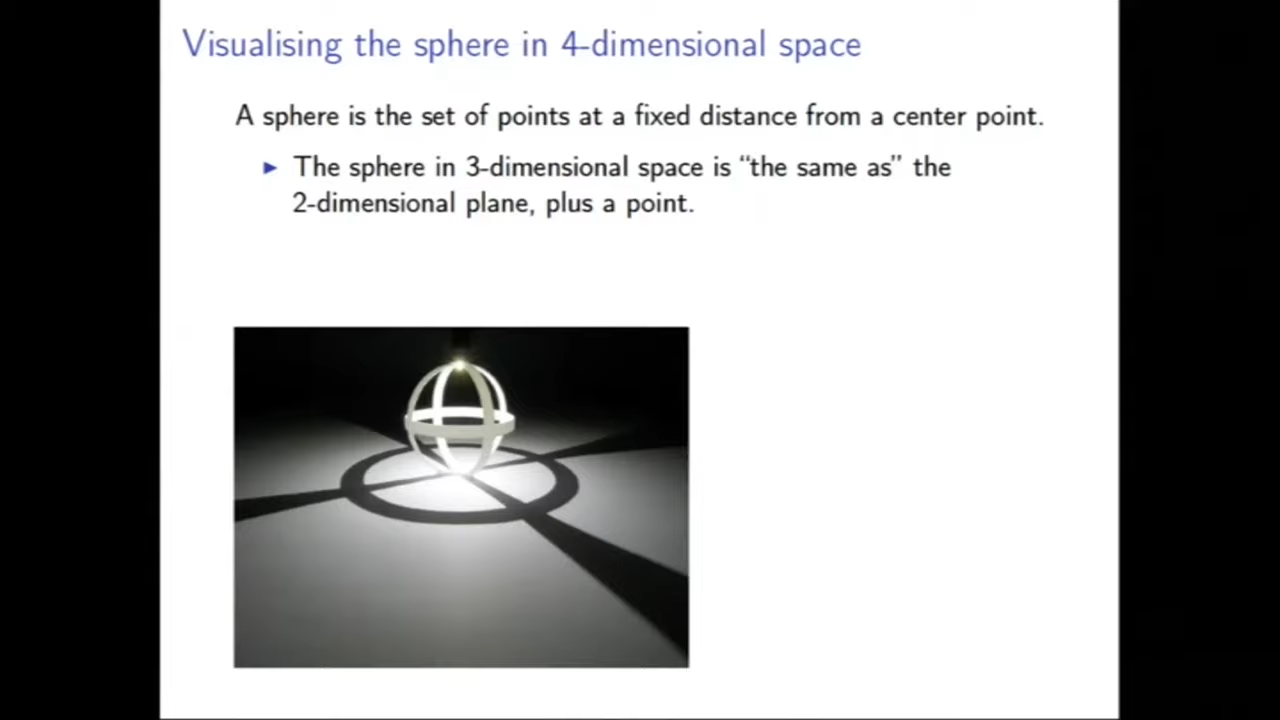 Visualising the sphere in 4-dimensional space
A sphere is the set of points at a fixed distance from a center point.
► The sphere in 3-dimensional space is “the same as” the
2-dimensional plane, plus a point.